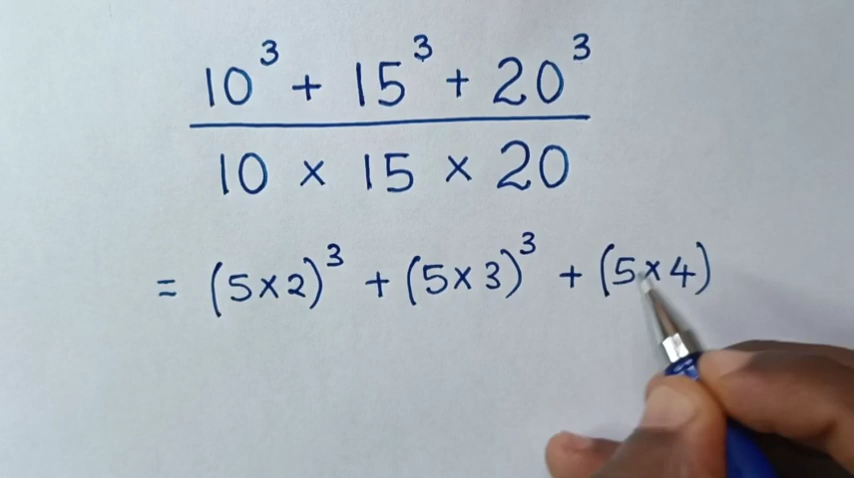 10³ + 15³ + 20³
10 × 15 × 20
= (5×2)³ + (5×3)³ + (5×4)